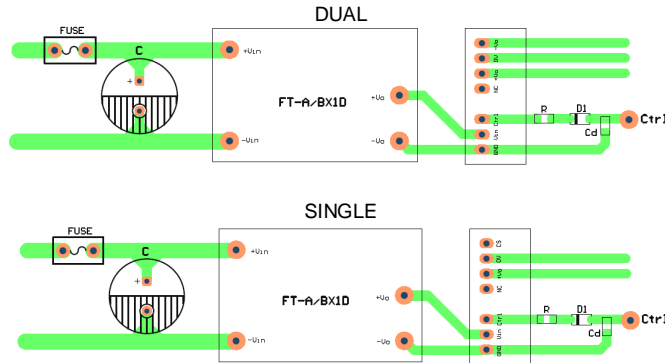 DUAL
FUSE
C
+
+Vin
-Vin
FT-A/BX1D
+Vo
-Vo
-Vo
0V
+Vo
NC
Ctrl
Vin
GND
R
D1
Cd
Ctrl
SINGLE
FUSE
C
+
+Vin
-Vin
FT-A/BX1D
+Vo
-Vo
CS
0V
+Vo
NC
Ctrl
Vin
GND
R
D1
Cd
Ctrl